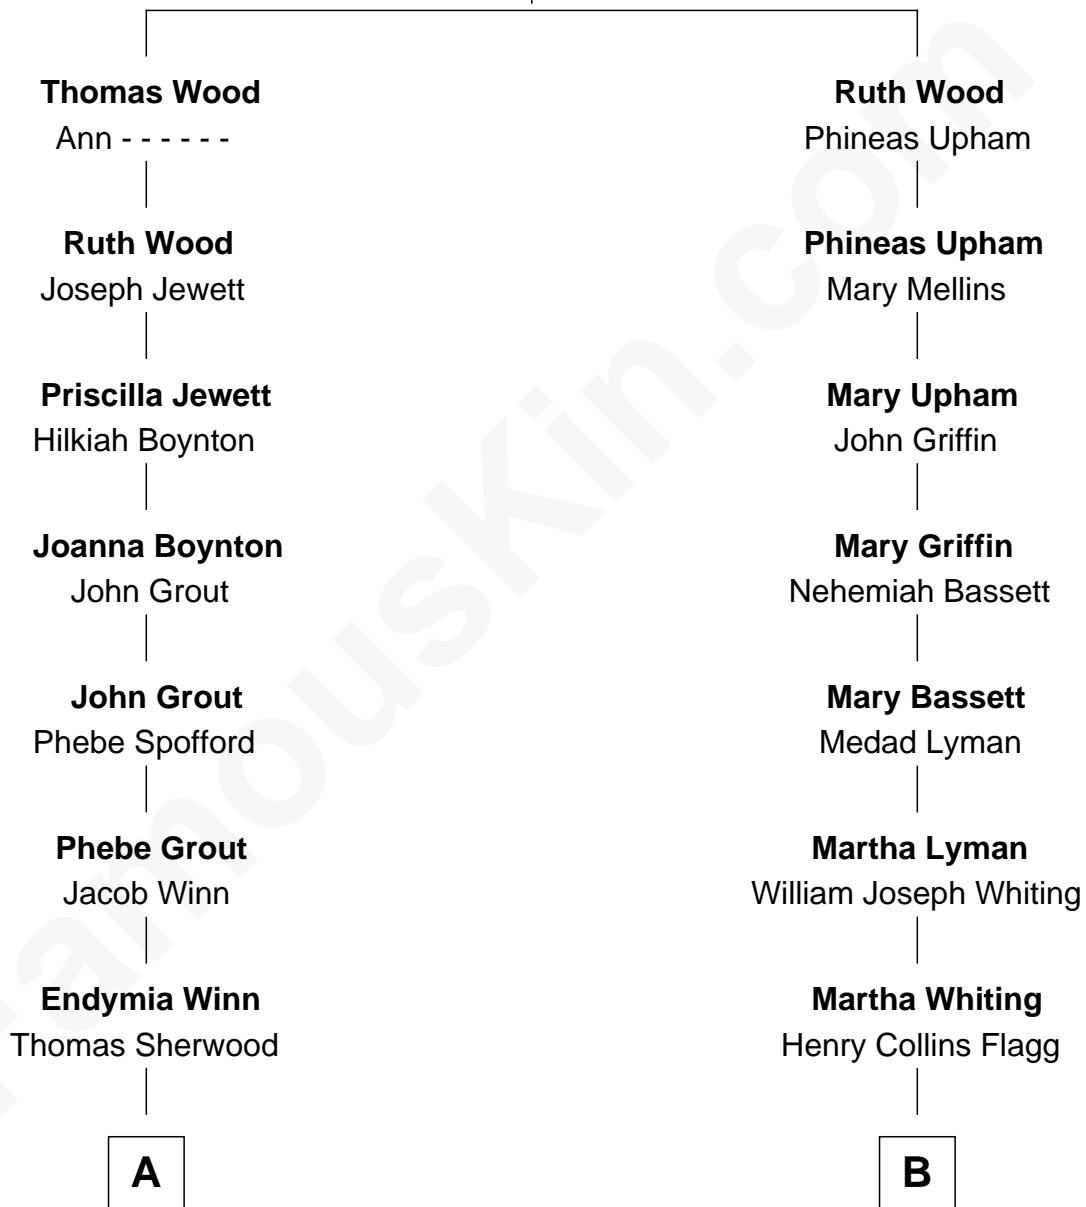 Thomas Wood
Ann - - - - - -
Ruth Wood
Phineas Upham
Ruth Wood
Joseph Jewett
Phineas Upham
Mary Mellins
Priscilla Jewett
Hilkiah Boynton
Mary Upham
John Griffin
Joanna Boynton
John Grout
Mary Griffin
Nehemiah Bassett
John Grout
Phebe Spofford
Mary Bassett
Medad Lyman
Phebe Grout
Jacob Winn
Martha Lyman
William Joseph Whiting
Endymia Winn
Thomas Sherwood
Martha Whiting
Henry Collins Flagg
A
B
FamousKin.com